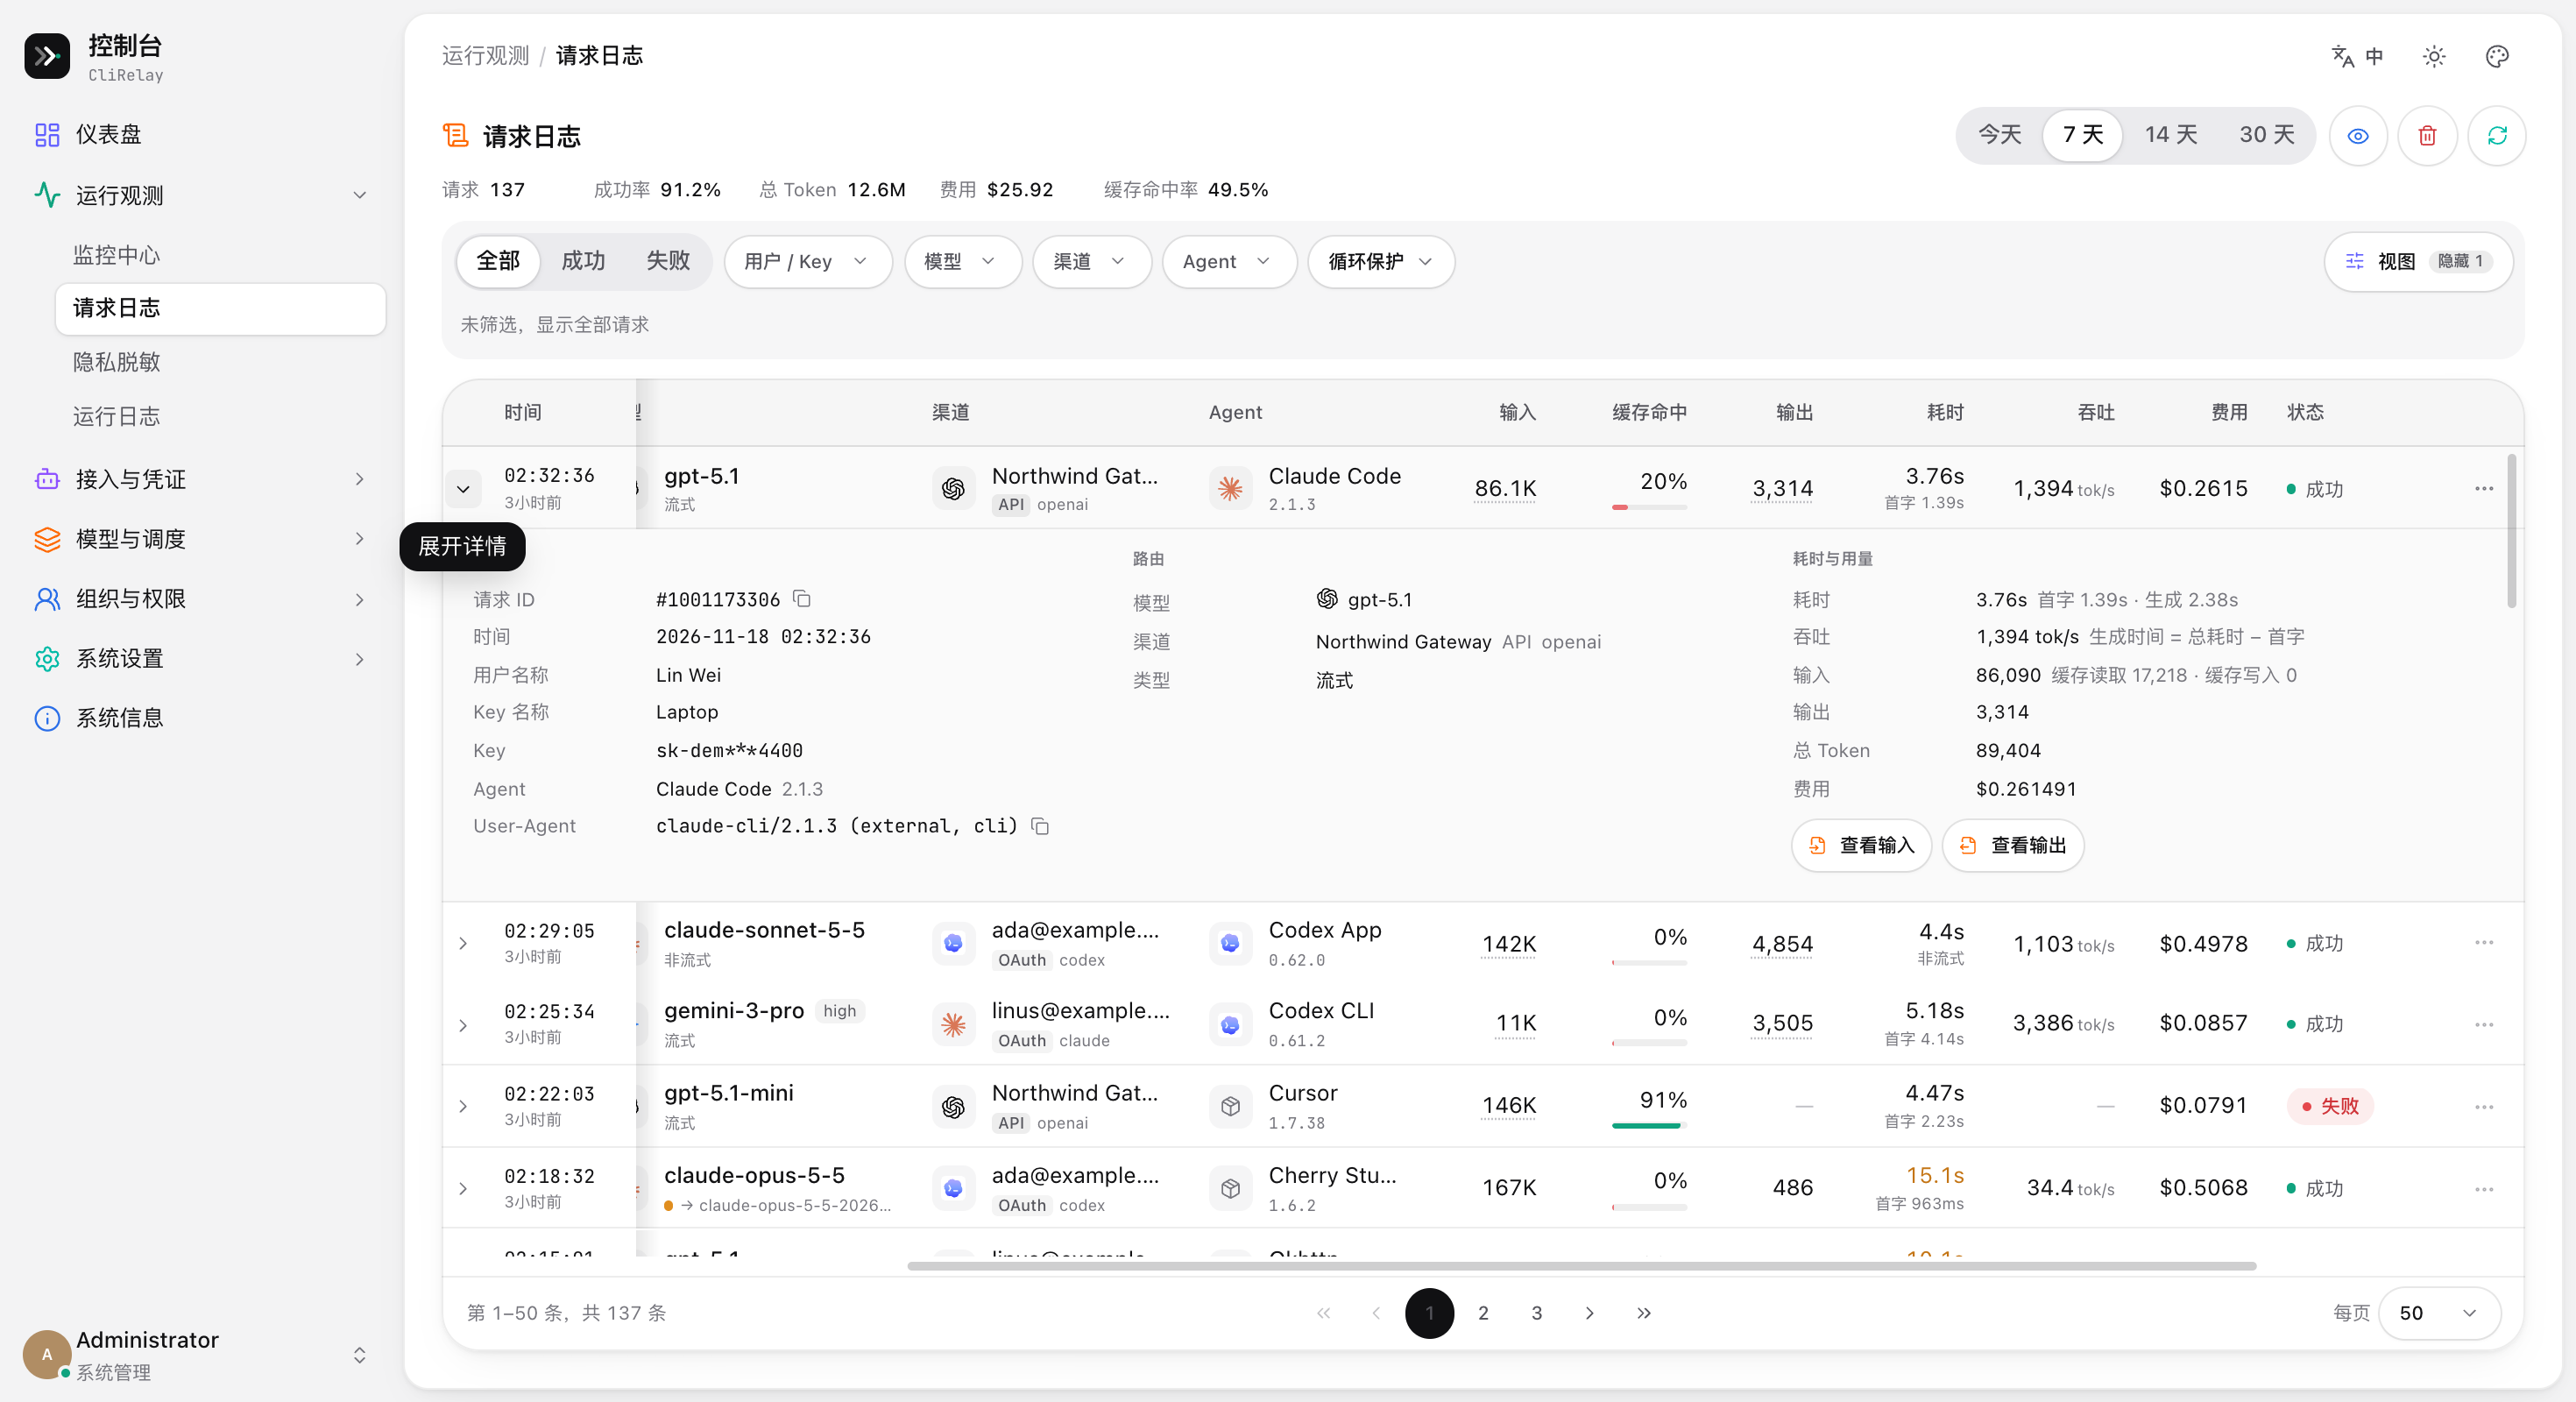 控制台
CliRelay
仪表盘
运行观测
监控中心
请求日志
隐私脱敏
运行日志
接入与凭证
模型与调度
组织与权限
系统设置
系统信息
Administrator
系统管理
A
运行观测 / 请求日志
中
请求日志
今天 7 天 14 天 30 天
请求 137 成功率 91.2% 总 Token 12.6M 费用 $25.92 缓存命中率 49.5%
全部 成功 失败 用户 / Key 模型 渠道 Agent 循环保护 视图 隐藏 1
未筛选，显示全部请求
时间 渠道 Agent 输入 缓存命中 输出 耗时 吞吐 费用 状态
02:32:36 gpt-5.1 Northwind Gat... Claude Code 86.1K 20% 3,314 3.76s 1,394 tok/s $0.2615 成功
3小时前 流式 API openai 2.1.3 首字 1.39s
展开详情
路由 耗时与用量
请求 ID #1001173306 模型 gpt-5.1 耗时 3.76s 首字 1.39s · 生成 2.38s
时间 2026-11-18 02:32:36 渠道 Northwind Gateway API openai 吞吐 1,394 tok/s 生成时间 = 总耗时 − 首字
用户名称 Lin Wei 类型 流式 输入 86,090 缓存读取 17,218 · 缓存写入 0
Key 名称 Laptop 输出 3,314
Key sk-dem***4400 总 Token 89,404
Agent Claude Code 2.1.3 费用 $0.261491
User-Agent claude-cli/2.1.3 (external, cli) 查看输入 查看输出
02:29:05 claude-sonnet-5-5 ada@example.... Codex App 142K 0% 4,854 4.4s 1,103 tok/s $0.4978 成功
3小时前 非流式 OAuth codex 0.62.0 非流式
02:25:34 gemini-3-pro high linus@example.... Codex CLI 11K 0% 3,505 5.18s 3,386 tok/s $0.0857 成功
3小时前 流式 OAuth claude 0.61.2 首字 4.14s
02:22:03 gpt-5.1-mini Northwind Gat... Cursor 146K 91% — 4.47s — $0.0791 失败
3小时前 流式 API openai 1.7.38 首字 2.23s
02:18:32 claude-opus-5-5 ada@example.... Cherry Stu... 167K 0% 486 15.1s 34.4 tok/s $0.5068 成功
3小时前 → claude-opus-5-5-2026... OAuth codex 1.6.2 首字 963ms
第 1–50 条，共 137 条 1 2 3 每页 50